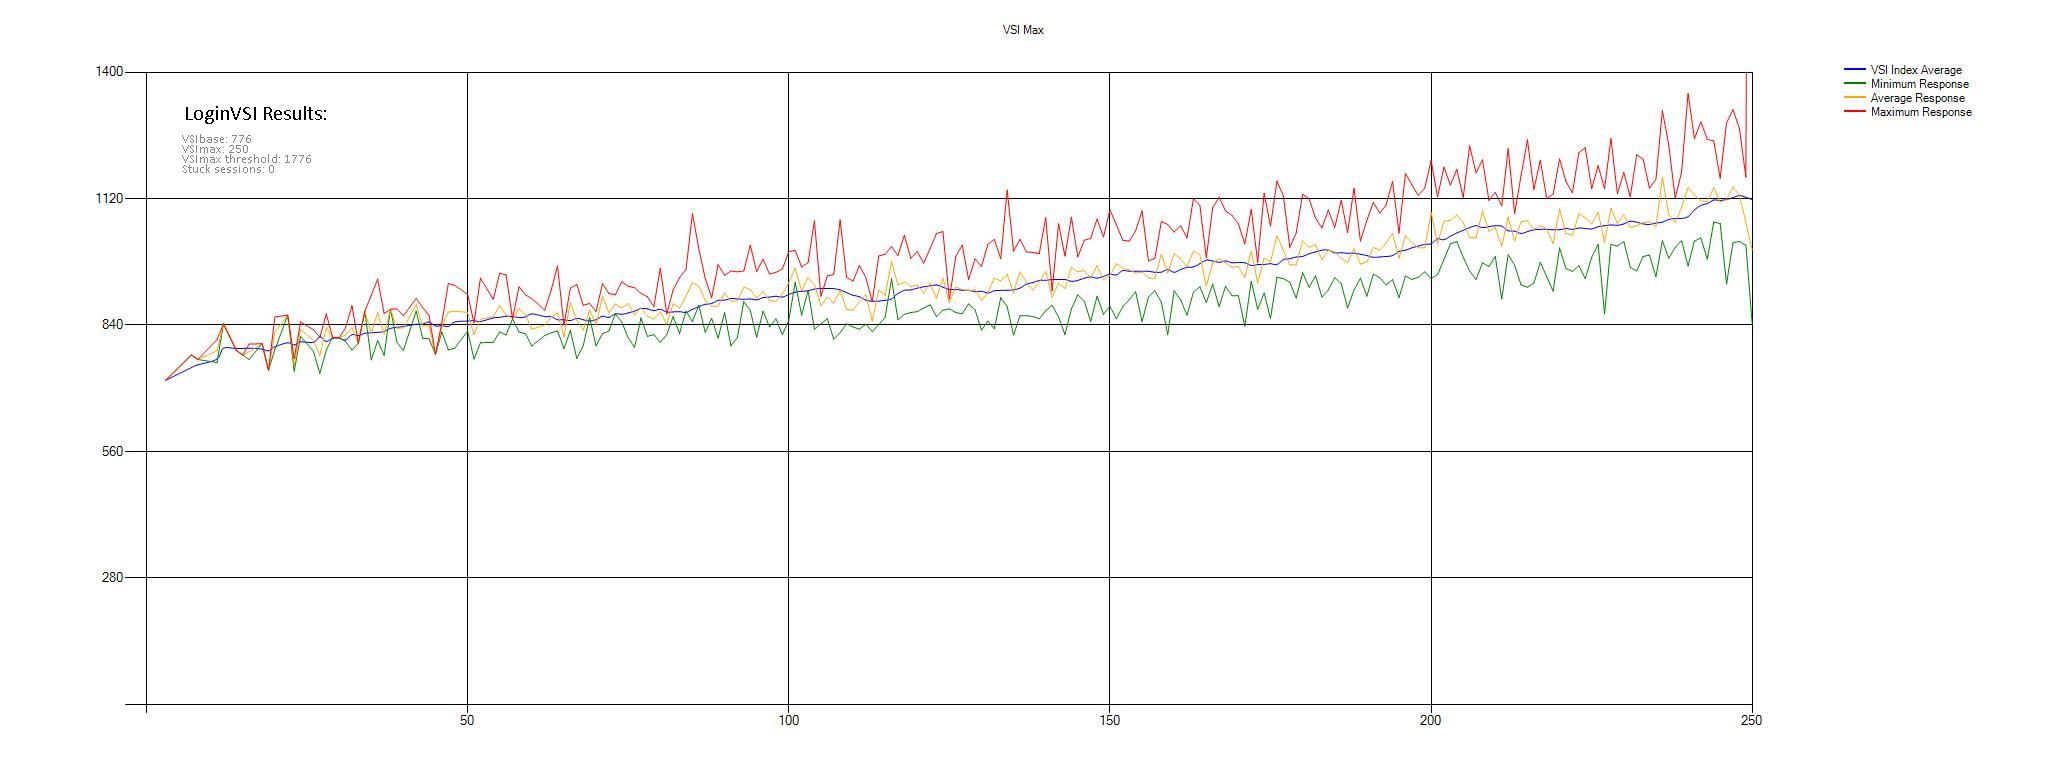 VSI Max
1400
1120
840
560
280
LoginVSI Results:
VSIbase: 776
VSImax: 250
VSImax threshold: 1776
Stuck sessions: 0
VSI Index Average
Minimum Response
Average Response
Maximum Response
50
100
150
200
250